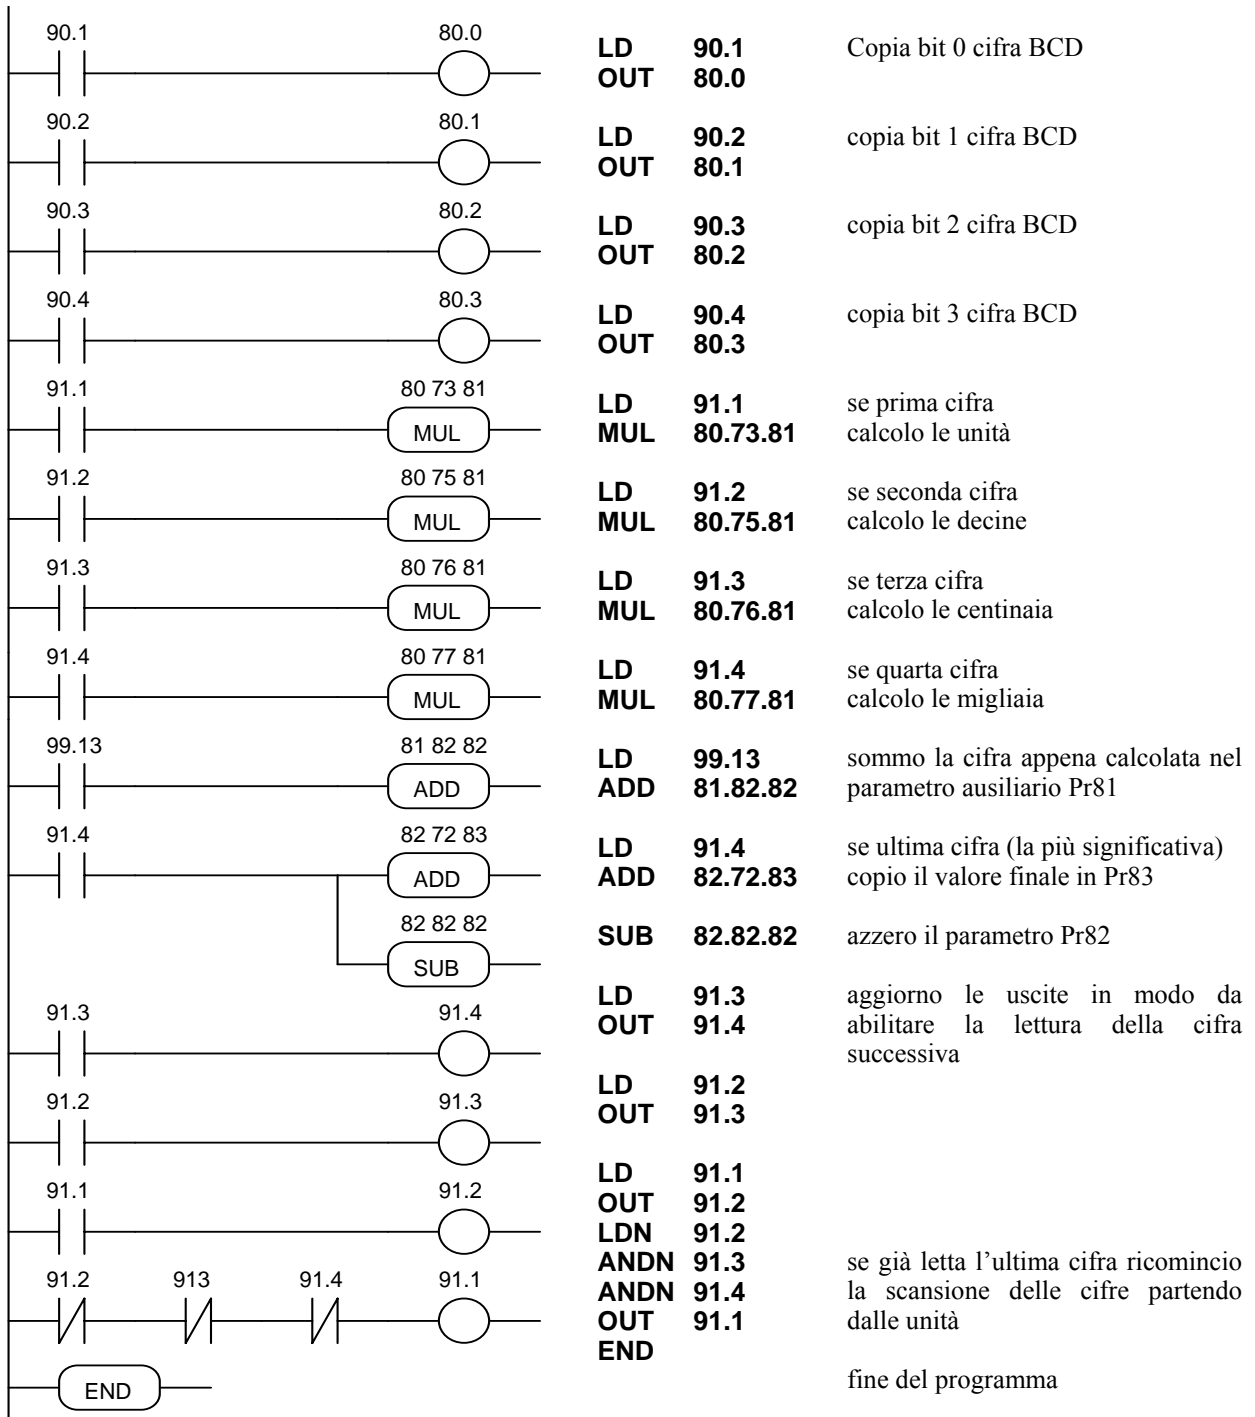 90.1 80.0
LD 90.1 Copia bit 0 cifra BCD
OUT 80.0
90.2 80.1
LD 90.2 copia bit 1 cifra BCD
OUT 80.1
90.3 80.2
LD 90.3 copia bit 2 cifra BCD
OUT 80.2
90.4 80.3
LD 90.4 copia bit 3 cifra BCD
OUT 80.3
91.1 80 73 81
LD 91.1 se prima cifra
MUL MUL 80.73.81 calcolo le unità
91.2 80 75 81
LD 91.2 se seconda cifra
MUL MUL 80.75.81 calcolo le decine
91.3 80 76 81
LD 91.3 se terza cifra
MUL MUL 80.76.81 calcolo le centinaia
91.4 80 77 81
LD 91.4 se quarta cifra
MUL MUL 80.77.81 calcolo le migliaia
99.13 81 82 82
LD 99.13 sommo la cifra appena calcolata nel
ADD ADD 81.82.82 parametro ausiliario Pr81
91.4 82 72 83
LD 91.4 se ultima cifra (la più significativa)
ADD ADD 82.72.83 copio il valore finale in Pr83
82 82 82
SUB 82.82.82 azzero il parametro Pr82
SUB
LD 91.3 aggiorno le uscite in modo da
91.3 91.4
OUT 91.4 abilitare la lettura della cifra
successiva
LD 91.2
91.2 91.3
OUT 91.3
LD 91.1
91.1 91.2
OUT 91.2
LDN 91.2
ANDN 91.3 se già letta l'ultima cifra ricomincio
91.2 913 91.4 91.1
ANDN 91.4 la scansione delle cifre partendo
OUT 91.1 dalle unità
END
END fine del programma